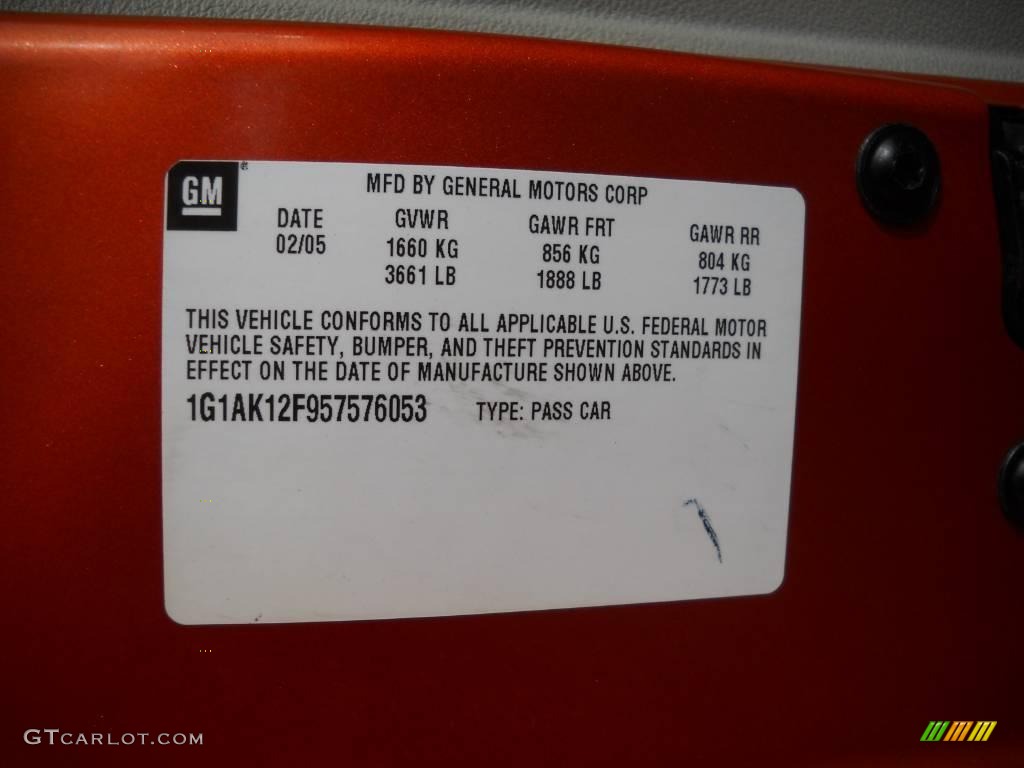 GM®
MFD BY GENERAL MOTORS CORP
DATE GVWR GAWR FRT GAWR RR
02/05 1660 KG 856 KG 804 KG
3661 LB 1888 LB 1773 LB
THIS VEHICLE CONFORMS TO ALL APPLICABLE U.S. FEDERAL MOTOR
VEHICLE SAFETY, BUMPER, AND THEFT PREVENTION STANDARDS IN
EFFECT ON THE DATE OF MANUFACTURE SHOWN ABOVE.
1G1AK12F957576053 TYPE: PASS CAR
GTCARLOT.COM